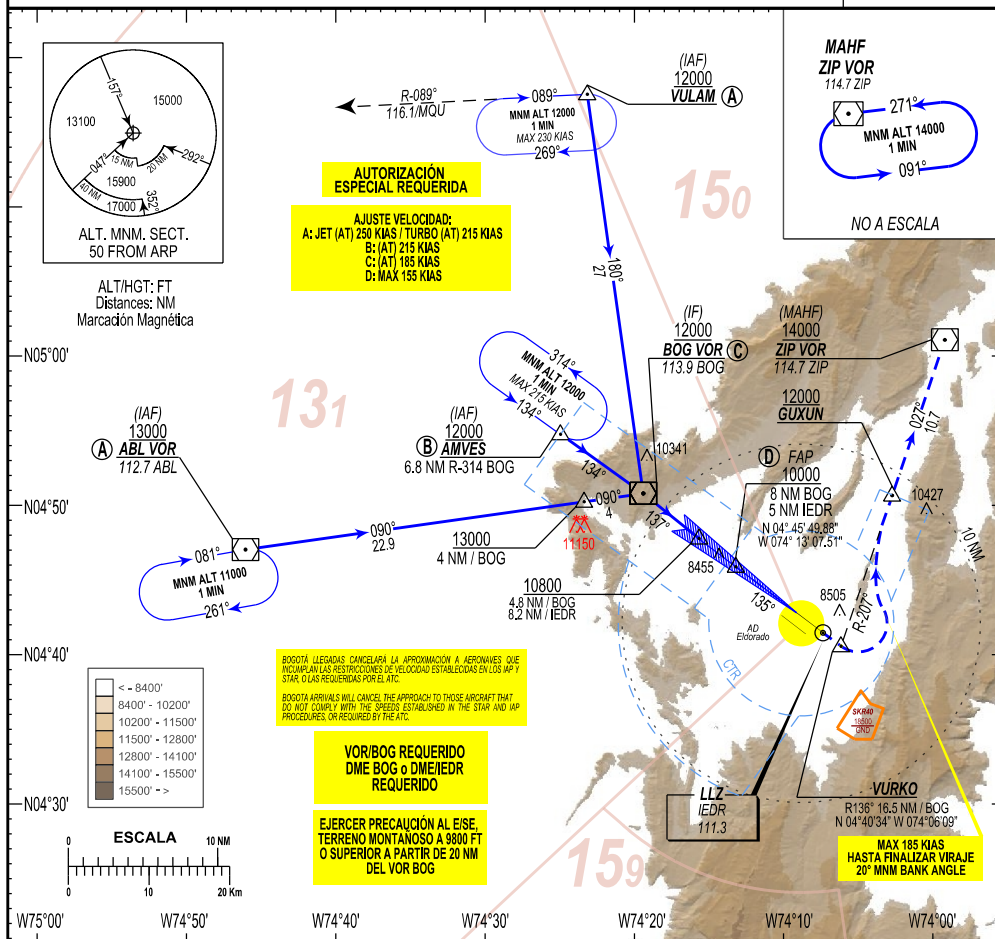 157°
15000
13100
047°
15 NM
20 NM
292°
15900
40 NM
17000
352°
ALT. MNM. SECT.
50 FROM ARP
ALT/HGT: FT
Distances: NM
Marcación Magnética
R-089°
116.1/MQU
089°
MNM ALT 12000
1 MIN
MAX 230 KIAS
269°
(IAF)
12000
VULAM
A
MAHF
ZIP VOR
114.7 ZIP
271°
MNM ALT 14000
1 MIN
091°
NO A ESCALA
AUTORIZACIÓN
ESPECIAL REQUERIDA
AJUSTE VELOCIDAD:
A: JET (AT) 250 KIAS / TURBO (AT) 215 KIAS
B: (AT) 215 KIAS
C: (AT) 185 KIAS
D: MAX 155 KIAS
150
180°
27
N05°00'
131
314°
MNM ALT 12000
1 MIN
MAX 215 KIAS
134°
(IF)
12000
BOG VOR
C
113.9 BOG
(MAHF)
14000
ZIP VOR
114.7 ZIP
12000
GUXUN
027°
10.7
(IAF)
13000
A
ABL VOR
112.7 ABL
(IAF)
12000
B
AMVES
6.8 NM R-314 BOG
134°
10341
D
FAP
10000
8 NM BOG
5 NM IEDR
N 04° 45' 49.88"
W 074° 13' 07.51"
10427
10 NM
N04°50'
090°
4
137°
090°
22.9
13000
4 NM / BOG
11150
081°
MNM ALT 11000
1 MIN
261°
10800
4.8 NM / BOG
8.2 NM / IEDR
8455
135°
8505
R-207°
AD
Eldorado
N04°40'
CTR
BOGOTÁ LLEGADAS CANCELARÁ LA APROXIMACIÓN A AERONAVES QUE
INCUMPLAN LAS RESTRICCIONES DE VELOCIDAD ESTABLECIDAS EN LOS IAP Y
STAR, O LAS REQUERIDAS POR EL ATC.
BOGOTA ARRIVALS WILL CANCEL THE APPROACH TO THOSE AIRCRAFT THAT
DO NOT COMPLY WITH THE SPEEDS ESTABLISHED IN THE STAR AND IAP
PROCEDURES, OR REQUIRED BY THE ATC.
< - 8400'
8400' - 10200'
10200' - 11500'
11500' - 12800'
12800' - 14100'
14100' - 15500'
15500' - >
SKR40
18500
GND
VOR/BOG REQUERIDO
DME BOG o DME/IEDR
REQUERIDO
N04°30'
LLZ
IEDR
111.3
VURKO
R136° 16.5 NM / BOG
N 04°40'34" W 074°06'09"
EJERCER PRECAUCIÓN AL E/SE,
TERRENO MONTAÑOSO A 9800 FT
O SUPERIOR A PARTIR DE 20 NM
DEL VOR BOG
159
MAX 185 KIAS
HASTA FINALIZAR VIRAJE
20° MNM BANK ANGLE
ESCALA
0
10 NM
0
10
20 Km
W75°00'
W74°50'
W74°40'
W74°30'
W74°20'
W74°10'
W74°00'